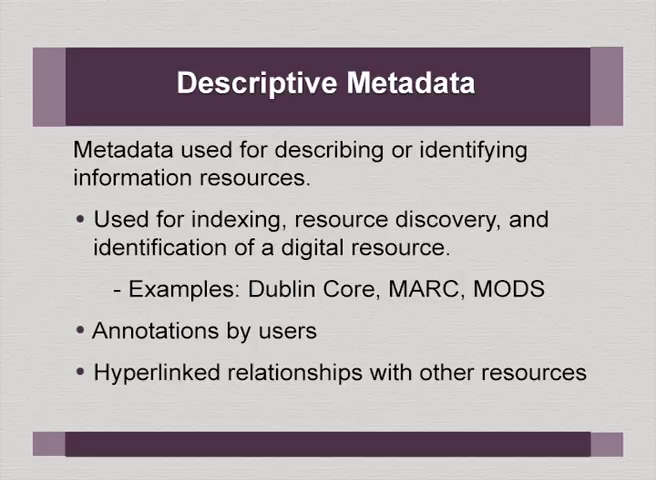 Descriptive Metadata
Metadata used for describing or identifying
information resources.
• Used for indexing, resource discovery, and
identification of a digital resource.
- Examples: Dublin Core, MARC, MODS
• Annotations by users
• Hyperlinked relationships with other resources